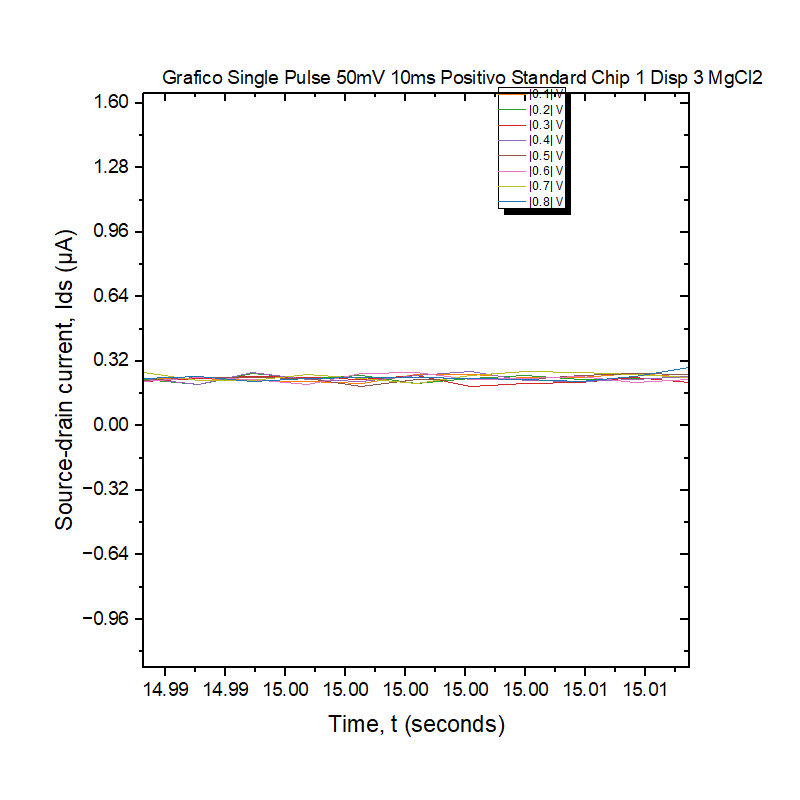 Grafico Single Pulse 50mV 10ms Positivo Standard Chip 1 Disp 3 MgCl2
|0.1| V
|0.2| V
|0.3| V
|0.4| V
|0.5| V
|0.6| V
|0.7| V
|0.8| V
1.60
1.28
0.96
0.64
0.32
0.00
−0.32
−0.64
−0.96
Source-drain current, Ids (µA)
14.99 14.99 15.00 15.00 15.00 15.00 15.00 15.01 15.01
Time, t (seconds)